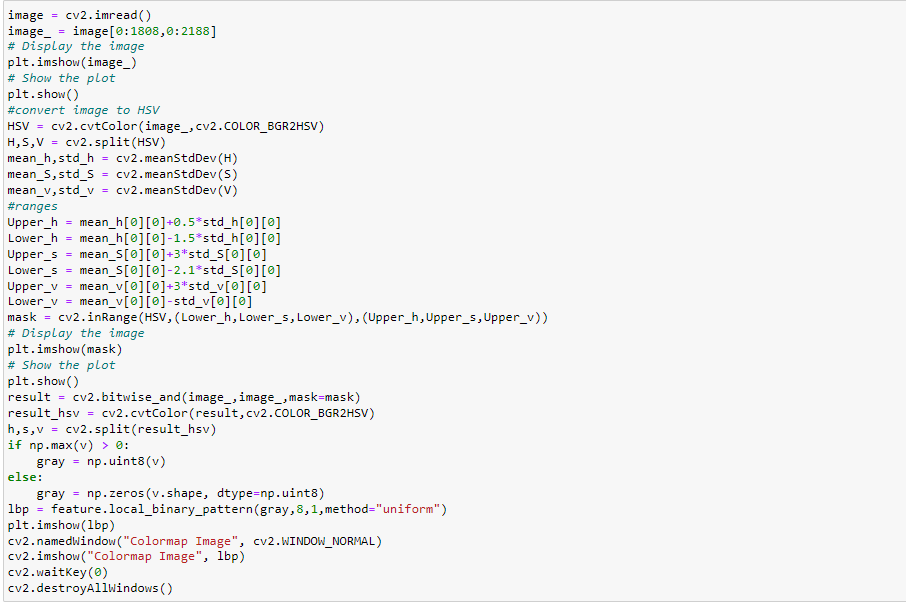 image = cv2.imread()
image_ = image[0:1808,0:2188]
# Display the image
plt.imshow(image_)
# Show the plot
plt.show()
#convert image to HSV
HSV = cv2.cvtColor(image_,cv2.COLOR_BGR2HSV)
H,S,V = cv2.split(HSV)
mean_h,std_h = cv2.meanStdDev(H)
mean_S,std_S = cv2.meanStdDev(S)
mean_v,std_v = cv2.meanStdDev(V)
#ranges
Upper_h = mean_h[0][0]+0.5*std_h[0][0]
Lower_h = mean_h[0][0]-1.5*std_h[0][0]
Upper_s = mean_S[0][0]+3*std_S[0][0]
Lower_s = mean_S[0][0]-2.1*std_S[0][0]
Upper_v = mean_v[0][0]+3*std_v[0][0]
Lower_v = mean_v[0][0]-std_v[0][0]
mask = cv2.inRange(HSV,(Lower_h,Lower_s,Lower_v),(Upper_h,Upper_s,Upper_v))
# Display the image
plt.imshow(mask)
# Show the plot
plt.show()
result = cv2.bitwise_and(image_,image_,mask=mask)
result_hsv = cv2.cvtColor(result,cv2.COLOR_BGR2HSV)
h,s,v = cv2.split(result_hsv)
if np.max(v) > 0:
    gray = np.uint8(v)
else:
    gray = np.zeros(v.shape, dtype=np.uint8)
lbp = feature.local_binary_pattern(gray,8,1,method="uniform")
plt.imshow(lbp)
cv2.namedWindow("Colormap Image", cv2.WINDOW_NORMAL)
cv2.imshow("Colormap Image", lbp)
cv2.waitKey(0)
cv2.destroyAllWindows()